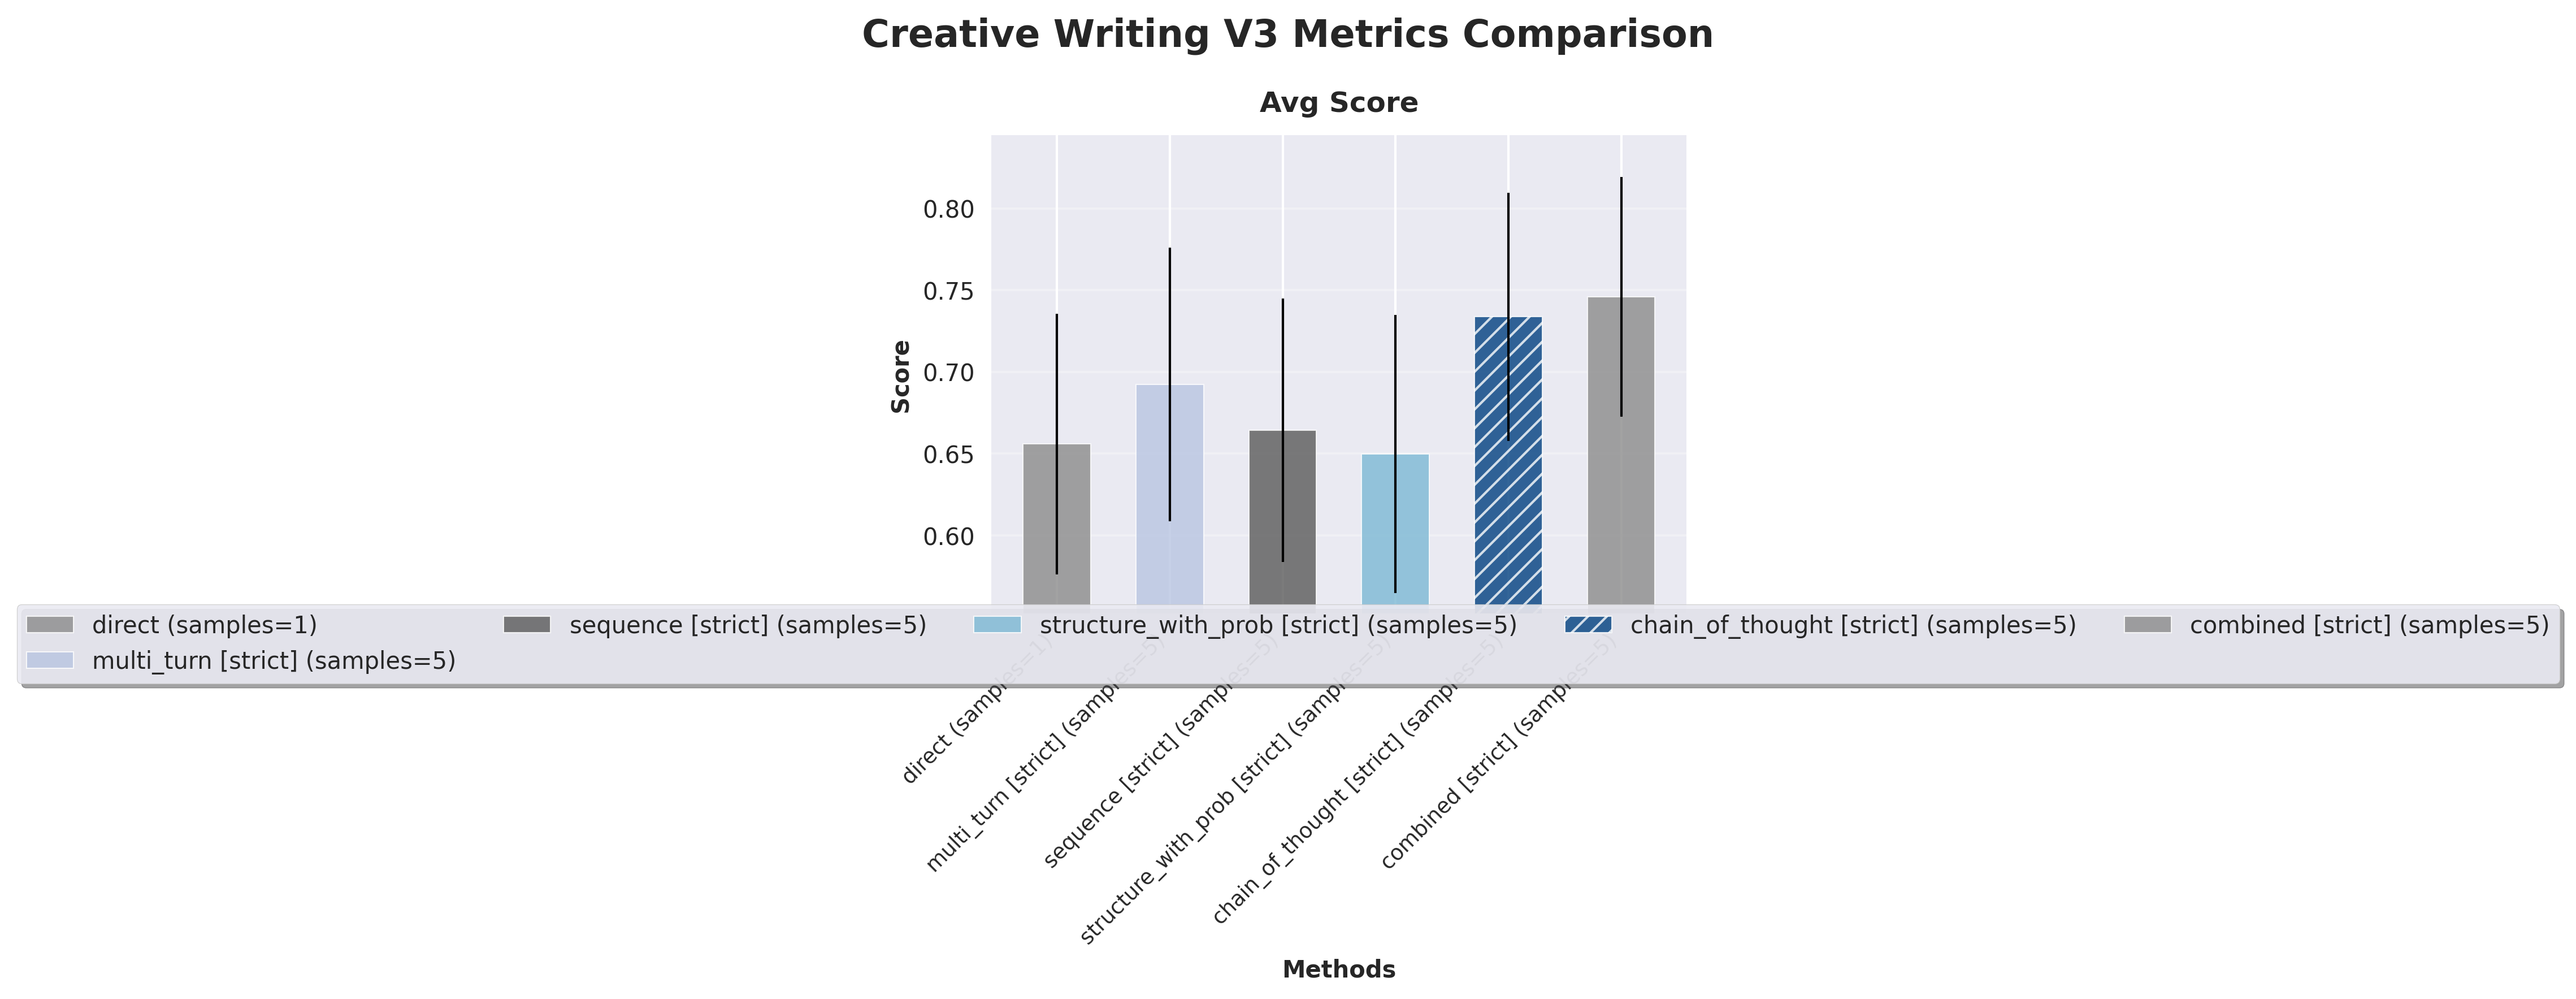 Creative Writing V3 Metrics Comparison
Avg Score
0.80
0.75
0.70
0.65
0.60
Score
direct (samples=1)
sequence [strict] (samples=5)
structure_with_prob [strict] (samples=5)
chain_of_thought [strict] (samples=5)
combined [strict] (samples=5)
multi_turn [strict] (samples=5)
direct (samples=1)
multi_turn [strict] (samples=5)
sequence [strict] (samples=5)
structure_with_prob [strict] (samples=5)
chain_of_thought [strict] (samples=5)
combined [strict] (samples=5)
Methods